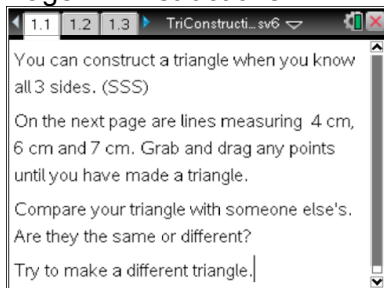 1.1 1.2 1.3 TriConstructi...sv6
You can construct a triangle when you know
all 3 sides. (SSS)
On the next page are lines measuring 4 cm,
6 cm and 7 cm. Grab and drag any points
until you have made a triangle.
Compare your triangle with someone else's.
Are they the same or different?
Try to make a different triangle.